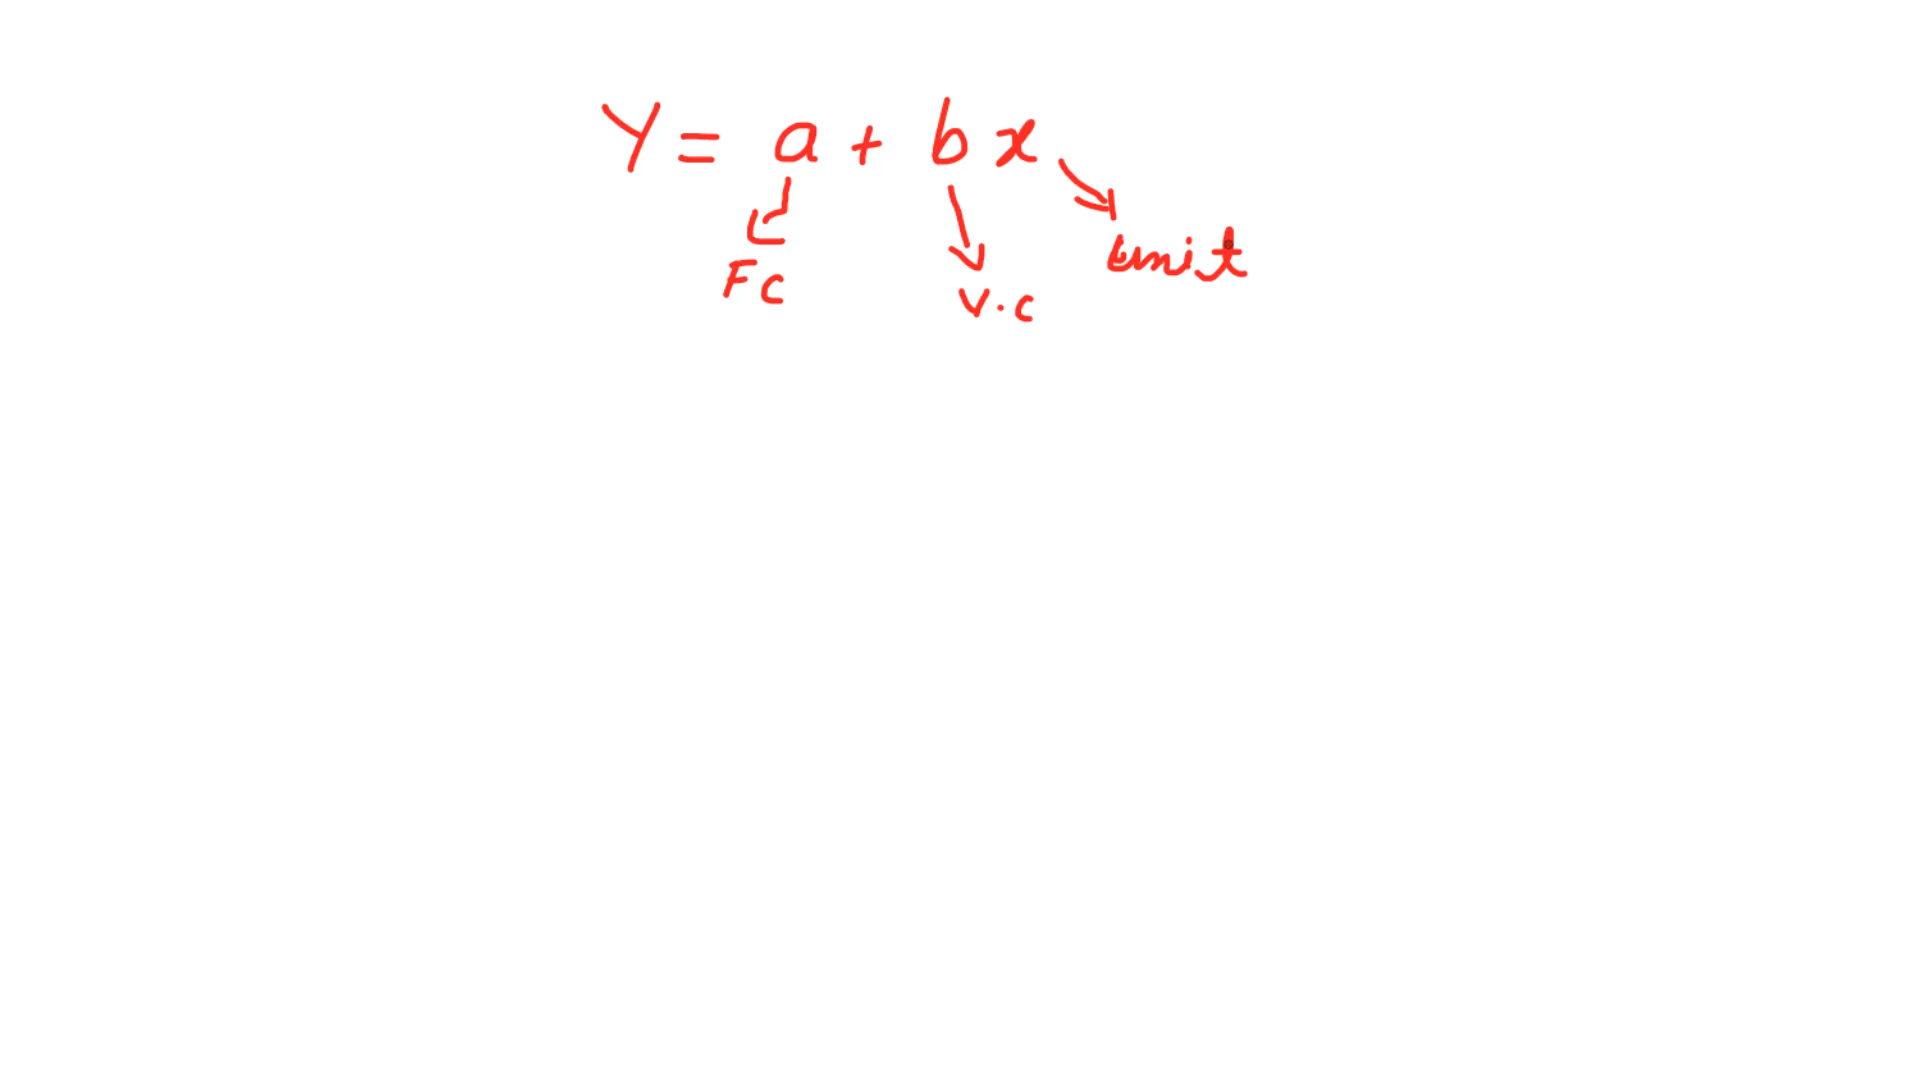 Y = a + bx
Fc
v.c
unit